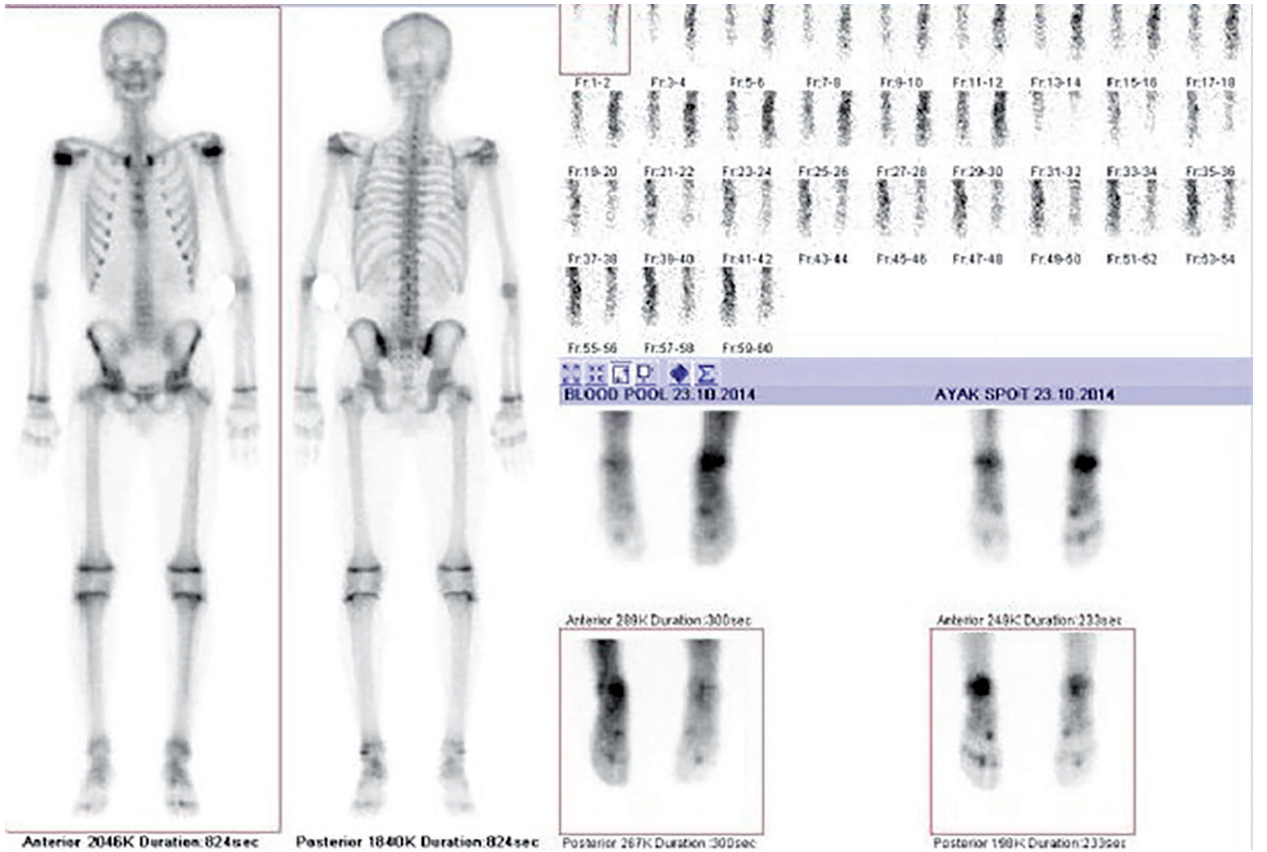 Fr:1-2 Fr:3-4 Fr:5-6 Fr:7-8 Fr:9-10 Fr:11-12 Fr:13-14 Fr:15-16 Fr:17-18
Fr:19-20 Fr:21-22 Fr:23-24 Fr:25-26 Fr:27-28 Fr:29-30 Fr:31-32 Fr:33-34 Fr:35-36
Fr:37-38 Fr:39-40 Fr:41-42 Fr:43-44 Fr:45-46 Fr:47-48 Fr:49-50 Fr:51-52 Fr:53-54
Fr:55-56 Fr:57-58 Fr:59-60
BLOOD POOL 23.10.2014 AYAK SPOT 23.10.2014
Anterior 289K Duration:300sec Anterior 249K Duration:233sec
Anterior 2046K Duration:824sec Posterior 1840K Duration:824sec Posterior 267K Duration:300sec Posterior 198K Duration:233sec